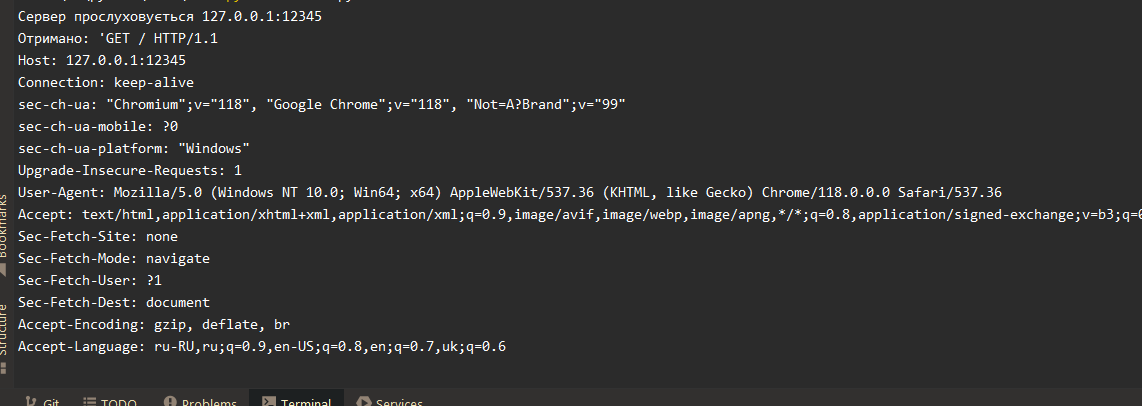 Сервер прослуховується 127.0.0.1:12345
Отримано: 'GET / HTTP/1.1
Host: 127.0.0.1:12345
Connection: keep-alive
sec-ch-ua: "Chromium";v="118", "Google Chrome";v="118", "Not=A?Brand";v="99"
sec-ch-ua-mobile: ?0
sec-ch-ua-platform: "Windows"
Upgrade-Insecure-Requests: 1
User-Agent: Mozilla/5.0 (Windows NT 10.0; Win64; x64) AppleWebKit/537.36 (KHTML, like Gecko) Chrome/118.0.0.0 Safari/537.36
Accept: text/html,application/xhtml+xml,application/xml;q=0.9,image/avif,image/webp,image/apng,*/*;q=0.8,application/signed-exchange;v=b3;q=0
Sec-Fetch-Site: none
Sec-Fetch-Mode: navigate
Sec-Fetch-User: ?1
Sec-Fetch-Dest: document
Accept-Encoding: gzip, deflate, br
Accept-Language: ru-RU,ru;q=0.9,en-US;q=0.8,en;q=0.7,uk;q=0.6
Bookmarks
Structure
Git TODO Problems Terminal Services